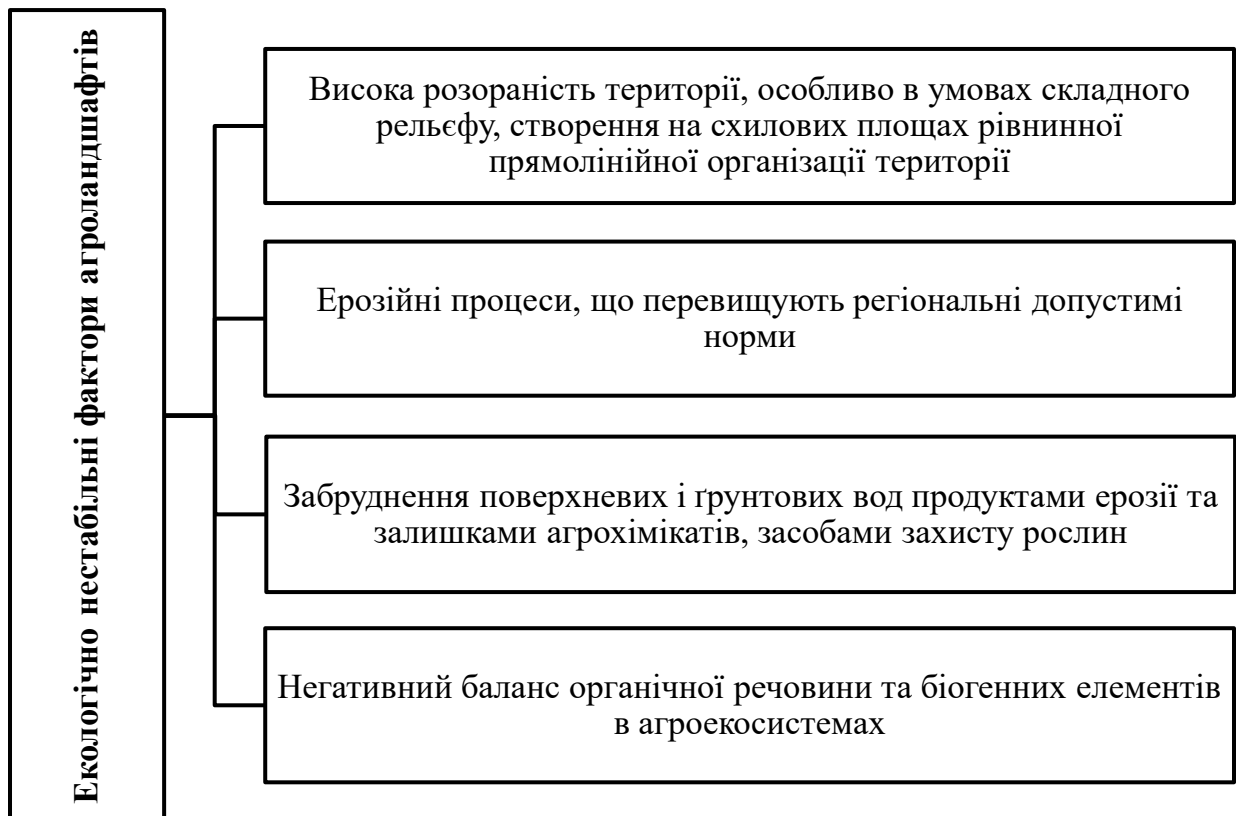 Екологічно нестабільні фактори агроландшафтів
Висока розораність території, особливо в умовах складного
рельєфу, створення на схилових площах рівнинної
прямолінійної організації території
Ерозійні процеси, що перевищують регіональні допустимі
норми
Забруднення поверхневих і ґрунтових вод продуктами ерозії та
залишками агрохімікатів, засобами захисту рослин
Негативний баланс органічної речовини та біогенних елементів
в агроекосистемах